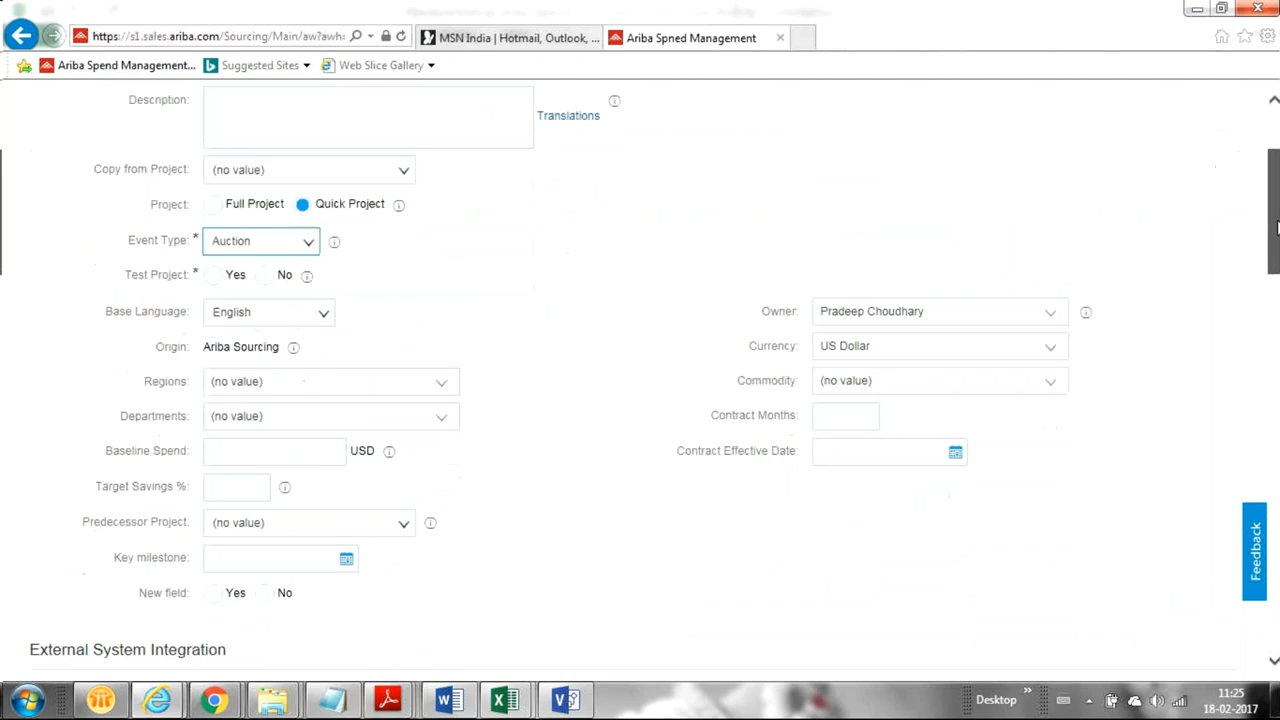 https://s1.sales.ariba.com/Sourcing/Main/aw?awh:
MSN India | Hotmail, Outlook, ...
Ariba Spned Management
Ariba Spend Management...
Suggested Sites
Web Slice Gallery
Description:
Translations
Copy from Project: (no value)
Project: Full Project Quick Project
Event Type: * Auction
Test Project: * Yes No
Base Language: English
Owner: Pradeep Choudhary
Origin: Ariba Sourcing
Currency: US Dollar
Regions: (no value)
Commodity: (no value)
Departments: (no value)
Contract Months:
Baseline Spend: USD
Contract Effective Date:
Target Savings %:
Predecessor Project: (no value)
Key milestone:
New field: Yes No
Feedback
External System Integration
Desktop
11:25
18-02-2017